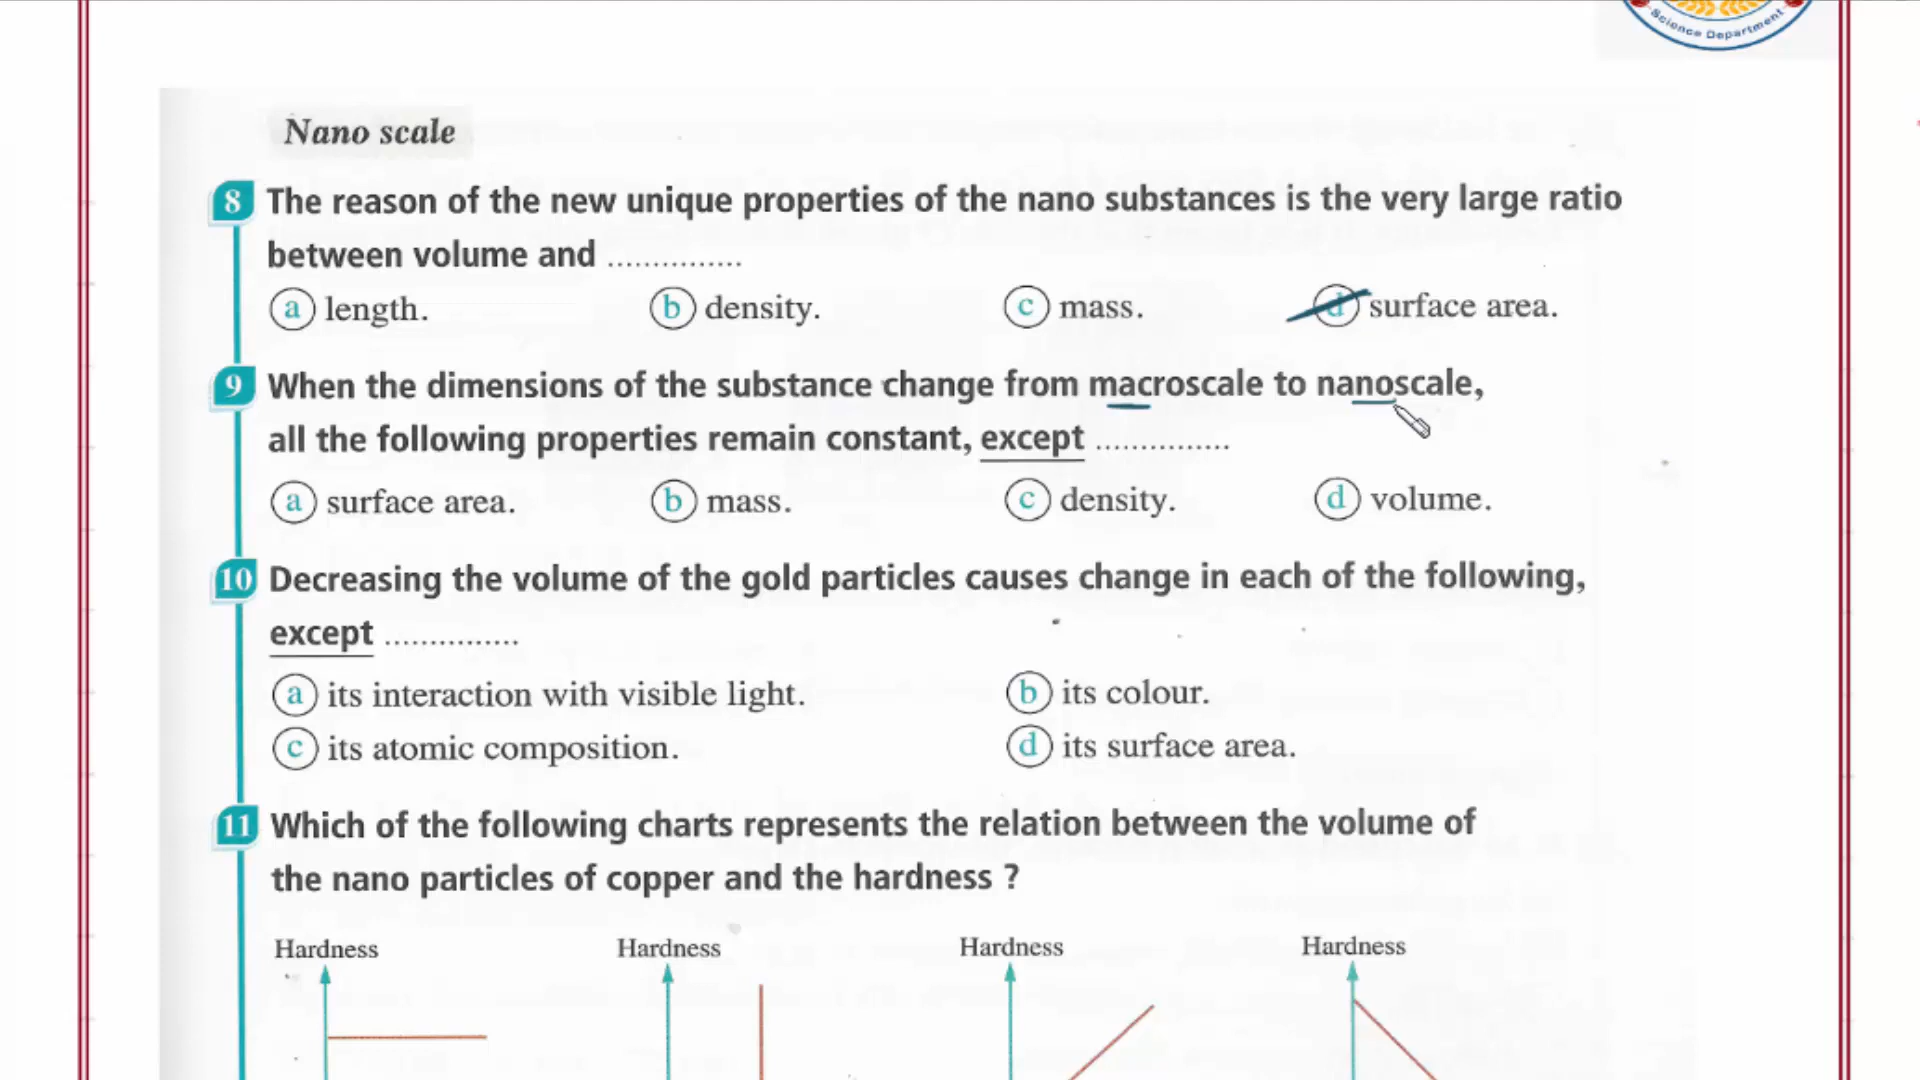 Science Department
Nano scale
8 The reason of the new unique properties of the nano substances is the very large ratio
between volume and ...............
a length. b density. c mass. d surface area.
9 When the dimensions of the substance change from macroscale to nanoscale,
all the following properties remain constant, except ...............
a surface area. b mass. c density. d volume.
10 Decreasing the volume of the gold particles causes change in each of the following,
except ...............
a its interaction with visible light. b its colour.
c its atomic composition. d its surface area.
11 Which of the following charts represents the relation between the volume of
the nano particles of copper and the hardness ?
Hardness Hardness Hardness Hardness